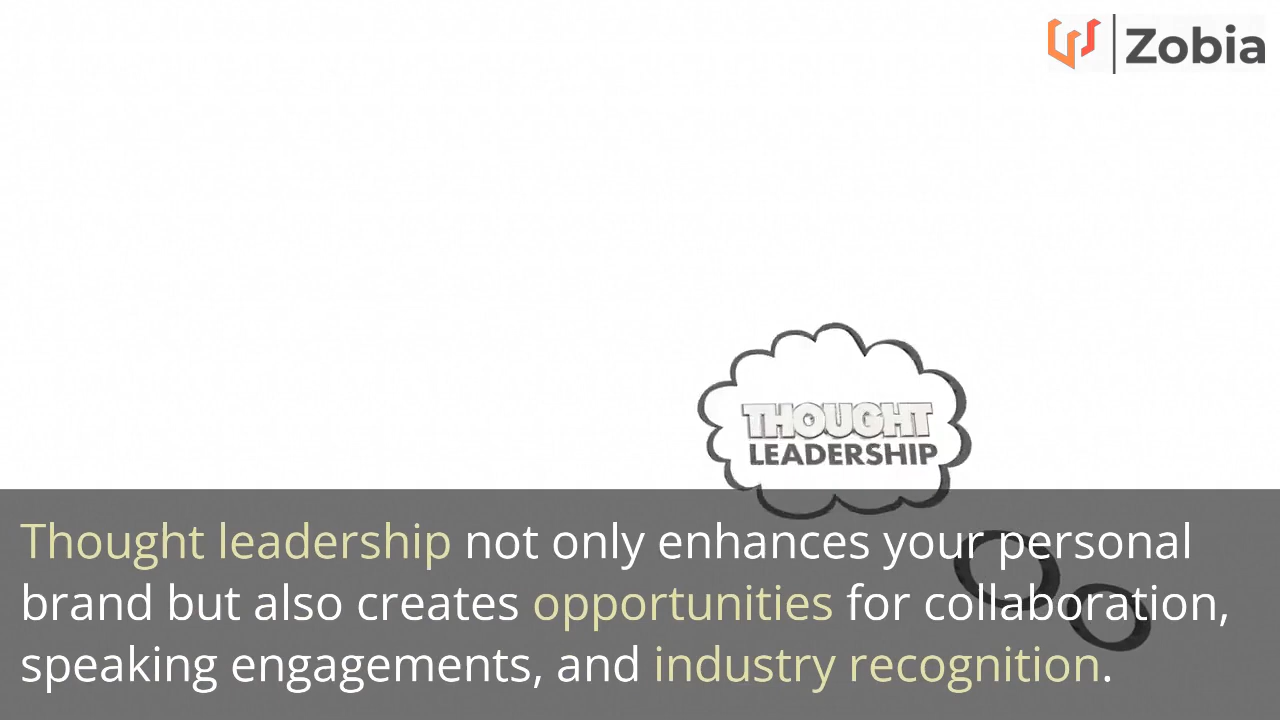 Zobia
THOUGHT
LEADERSHIP
Thought leadership not only enhances your personal
brand but also creates opportunities for collaboration,
speaking engagements, and industry recognition.